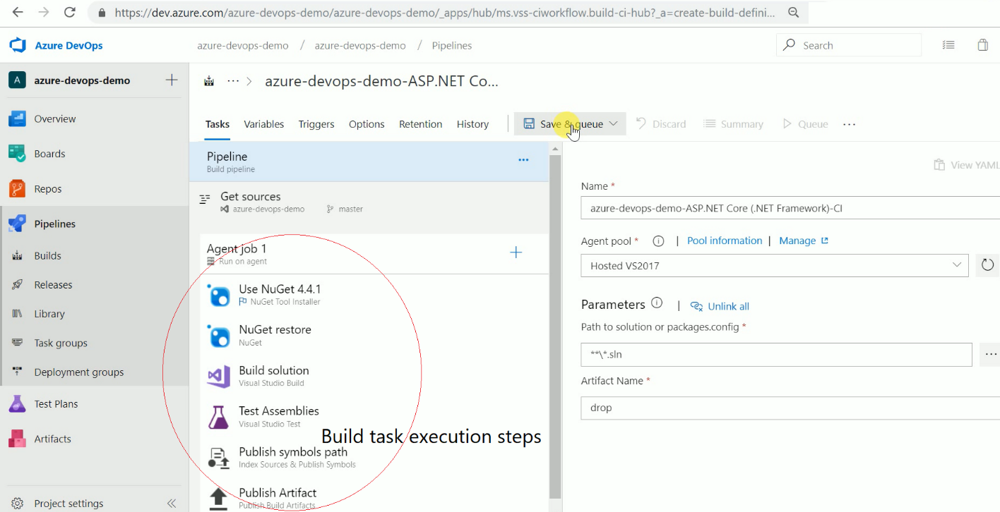 https://dev.azure.com/azure-devops-demo/azure-devops-demo/_apps/hub/ms.vss-ciworkflow.build-ci-hub?_a=create-build-defini...
Azure DevOps
azure-devops-demo / azure-devops-demo / Pipelines
Search
A azure-devops-demo
Overview
Boards
Repos
Pipelines
Builds
Releases
Library
Task groups
Deployment groups
Test Plans
Artifacts
Project settings
... > azure-devops-demo-ASP.NET Co...
Tasks Variables Triggers Options Retention History | Save & queue Discard Summary Queue ...
Pipeline ...
Build pipeline
Get sources
azure-devops-demo master
Agent job 1
Run on agent
Use NuGet 4.4.1
NuGet Tool Installer
NuGet restore
NuGet
Build solution
Visual Studio Build
Test Assemblies
Visual Studio Test
Build task execution steps
Publish symbols path
Index Sources & Publish Symbols
Publish Artifact
Publish Build Artifacts
View YAML
Name *
azure-devops-demo-ASP.NET Core (.NET Framework)-CI
Agent pool * | Pool information | Manage
Hosted VS2017
Parameters | Unlink all
Path to solution or packages.config *
**\*.sln
...
Artifact Name *
drop